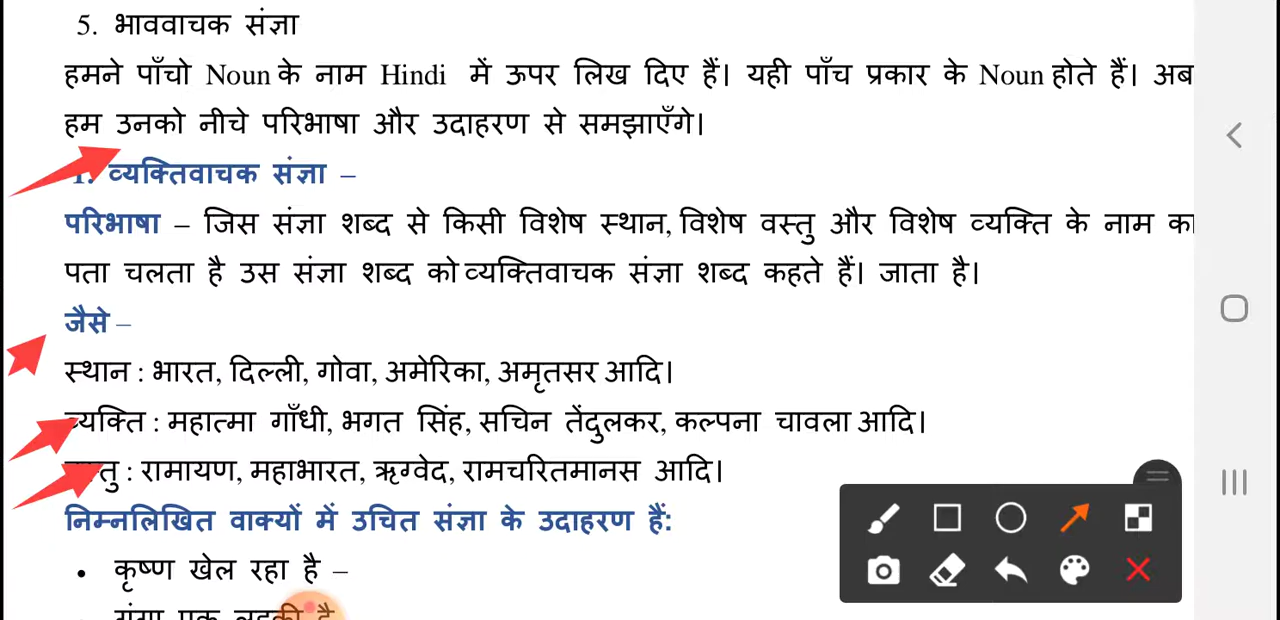 5. भाववाचक संज्ञा
हमने पाँचो Noun के नाम Hindi में ऊपर लिख दिए हैं। यही पाँच प्रकार के Noun होते हैं। अब
हम उनको नीचे परिभाषा और उदाहरण से समझाएँगे।
1. व्यक्तिवाचक संज्ञा –
परिभाषा – जिस संज्ञा शब्द से किसी विशेष स्थान, विशेष वस्तु और विशेष व्यक्ति के नाम का
पता चलता है उस संज्ञा शब्द को व्यक्तिवाचक संज्ञा शब्द कहते हैं। जाता है।
जैसे –
स्थान : भारत, दिल्ली, गोवा, अमेरिका, अमृतसर आदि।
व्यक्ति : महात्मा गाँधी, भगत सिंह, सचिन तेंदुलकर, कल्पना चावला आदि।
: रामायण, महाभारत, ऋग्वेद, रामचरितमानस आदि।
निम्नलिखित वाक्यों में उचित संज्ञा के उदाहरण हैं:
• कृष्ण खेल रहा है –